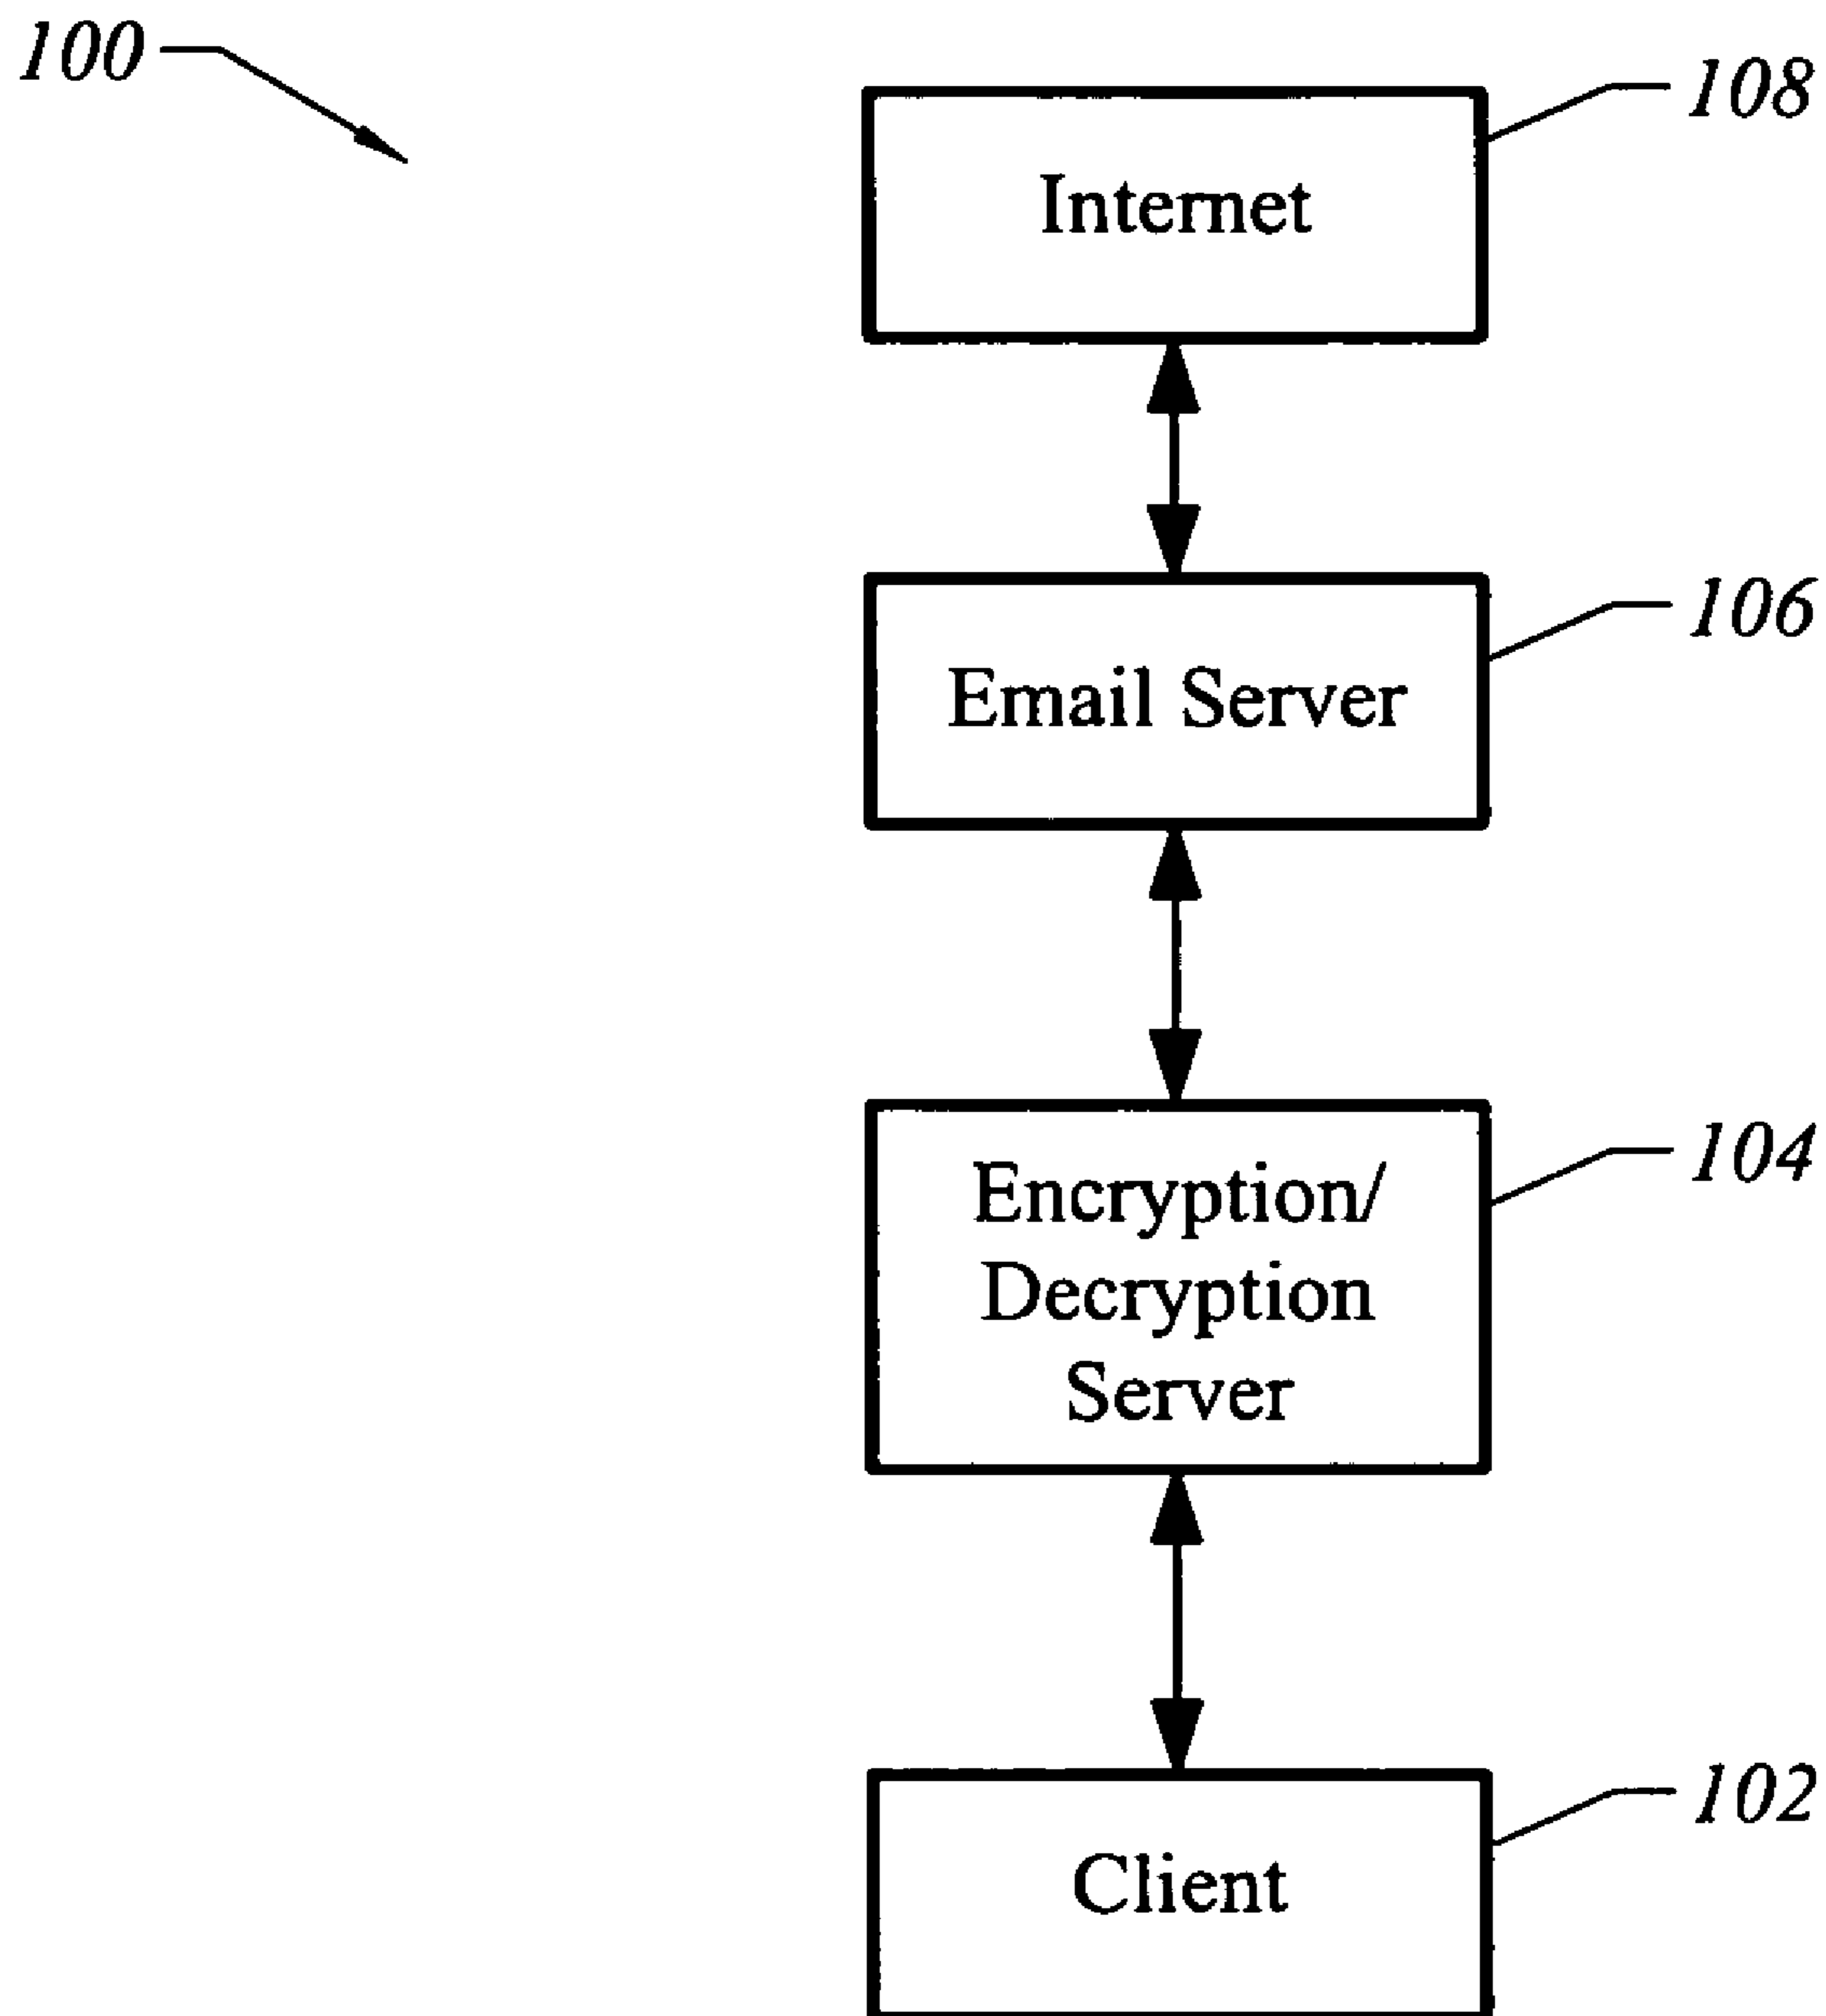 100
108
Internet
106
Email Server
104
Encryption/
Decryption
Server
102
Client